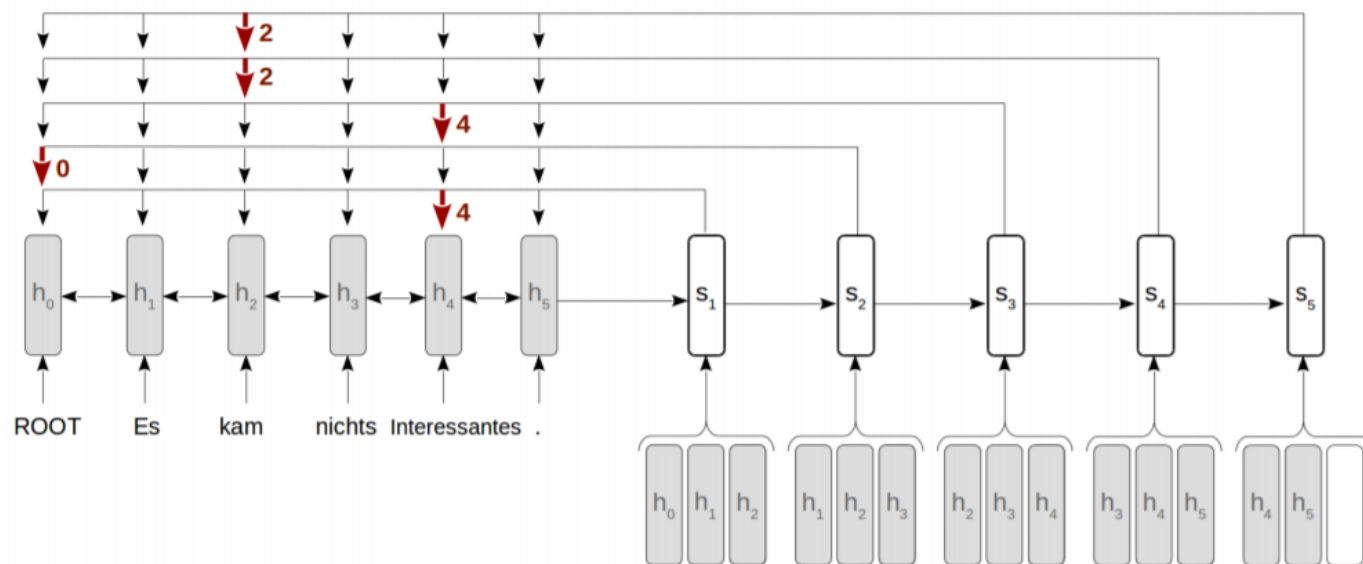 2
2
4
0
4
h₀ h₁ h₂ h₃ h₄ h₅ s₁ s₂ s₃ s₄ s₅
ROOT Es kam nichts Interessantes .
h₀ h₁ h₂ h₁ h₂ h₃ h₂ h₃ h₄ h₃ h₄ h₅ h₄ h₅